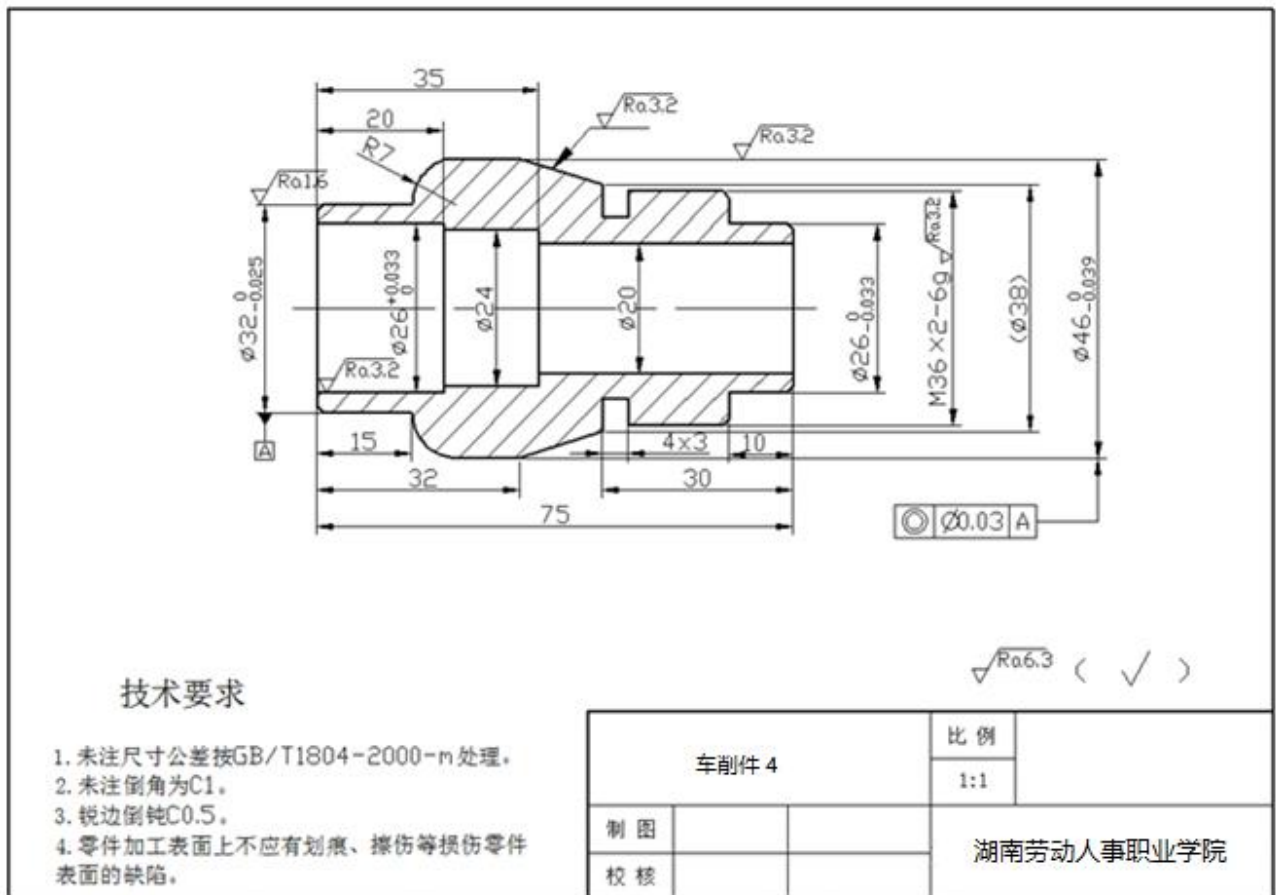 35
20
R7
Ra3.2
Ra3.2
Ra1.6
Ø32 0 -0.025
Ø26 +0.033 0
Ø24
Ø20
Ø26 0 -0.033
M36×2-6g
Ra3.2
(Ø38)
Ø46 0 -0.039
Ra3.2
A
15
4×3
10
32
30
75
◎ Ø0.03 A
Ra6.3 ( √ )
技术要求
1.未注尺寸公差按GB/T1804-2000-m处理。
2.未注倒角为C1。
3.锐边倒钝C0.5。
4.零件加工表面上不应有划痕、擦伤等损伤零件
表面的缺陷。
车削件 4
比 例
1:1
制 图
校 核
湖南劳动人事职业学院